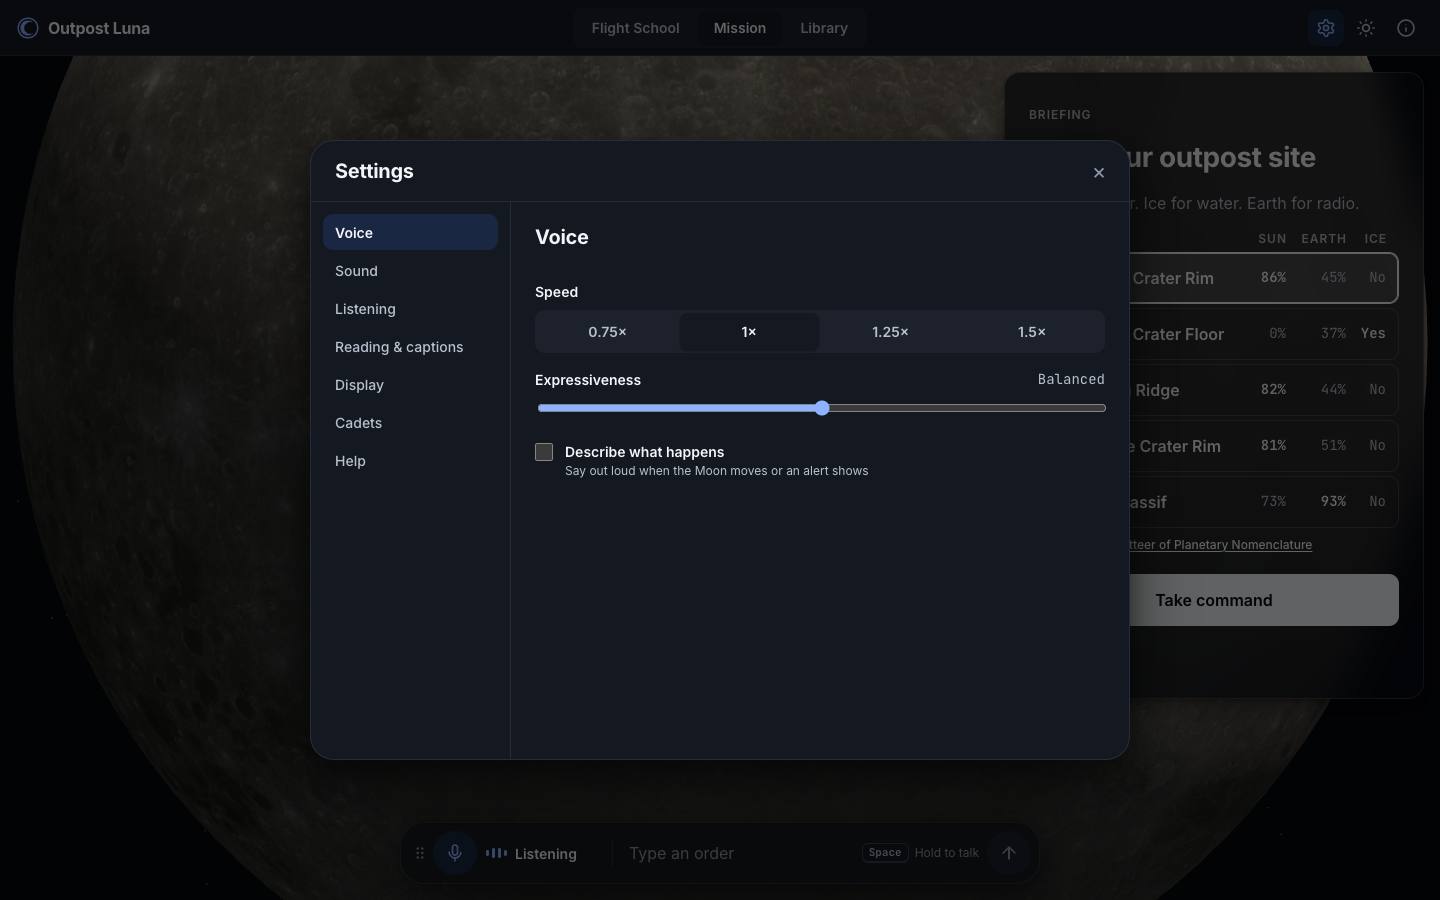 Outpost Luna
Flight School
Mission
Library
BRIEFING
ur outpost site
r. Ice for water. Earth for radio.
SUN EARTH ICE
Crater Rim 86% 45% No
Crater Floor 0% 37% Yes
Ridge 82% 44% No
Crater Rim 81% 51% No
assif 73% 93% No
tteer of Planetary Nomenclature
Take command
Settings
Voice
Sound
Listening
Reading & captions
Display
Cadets
Help
Voice
Speed
0.75× 1× 1.25× 1.5×
Expressiveness Balanced
Describe what happens
Say out loud when the Moon moves or an alert shows
Listening
Type an order
Space Hold to talk